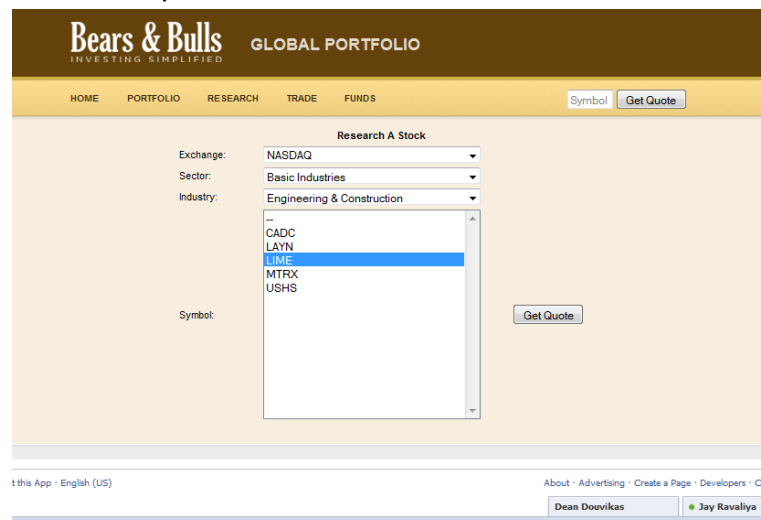 Bears & Bulls
INVESTING SIMPLIFIED
GLOBAL PORTFOLIO
HOME PORTFOLIO RESEARCH TRADE FUNDS Symbol Get Quote
Research A Stock
Exchange: NASDAQ
Sector: Basic Industries
Industry: Engineering & Construction
--
CADC
LAYN
LIME
MTRX
USHS
Symbol: Get Quote
t this App · English (US) About · Advertising · Create a Page · Developers · C
Dean Douvikas Jay Ravaliya